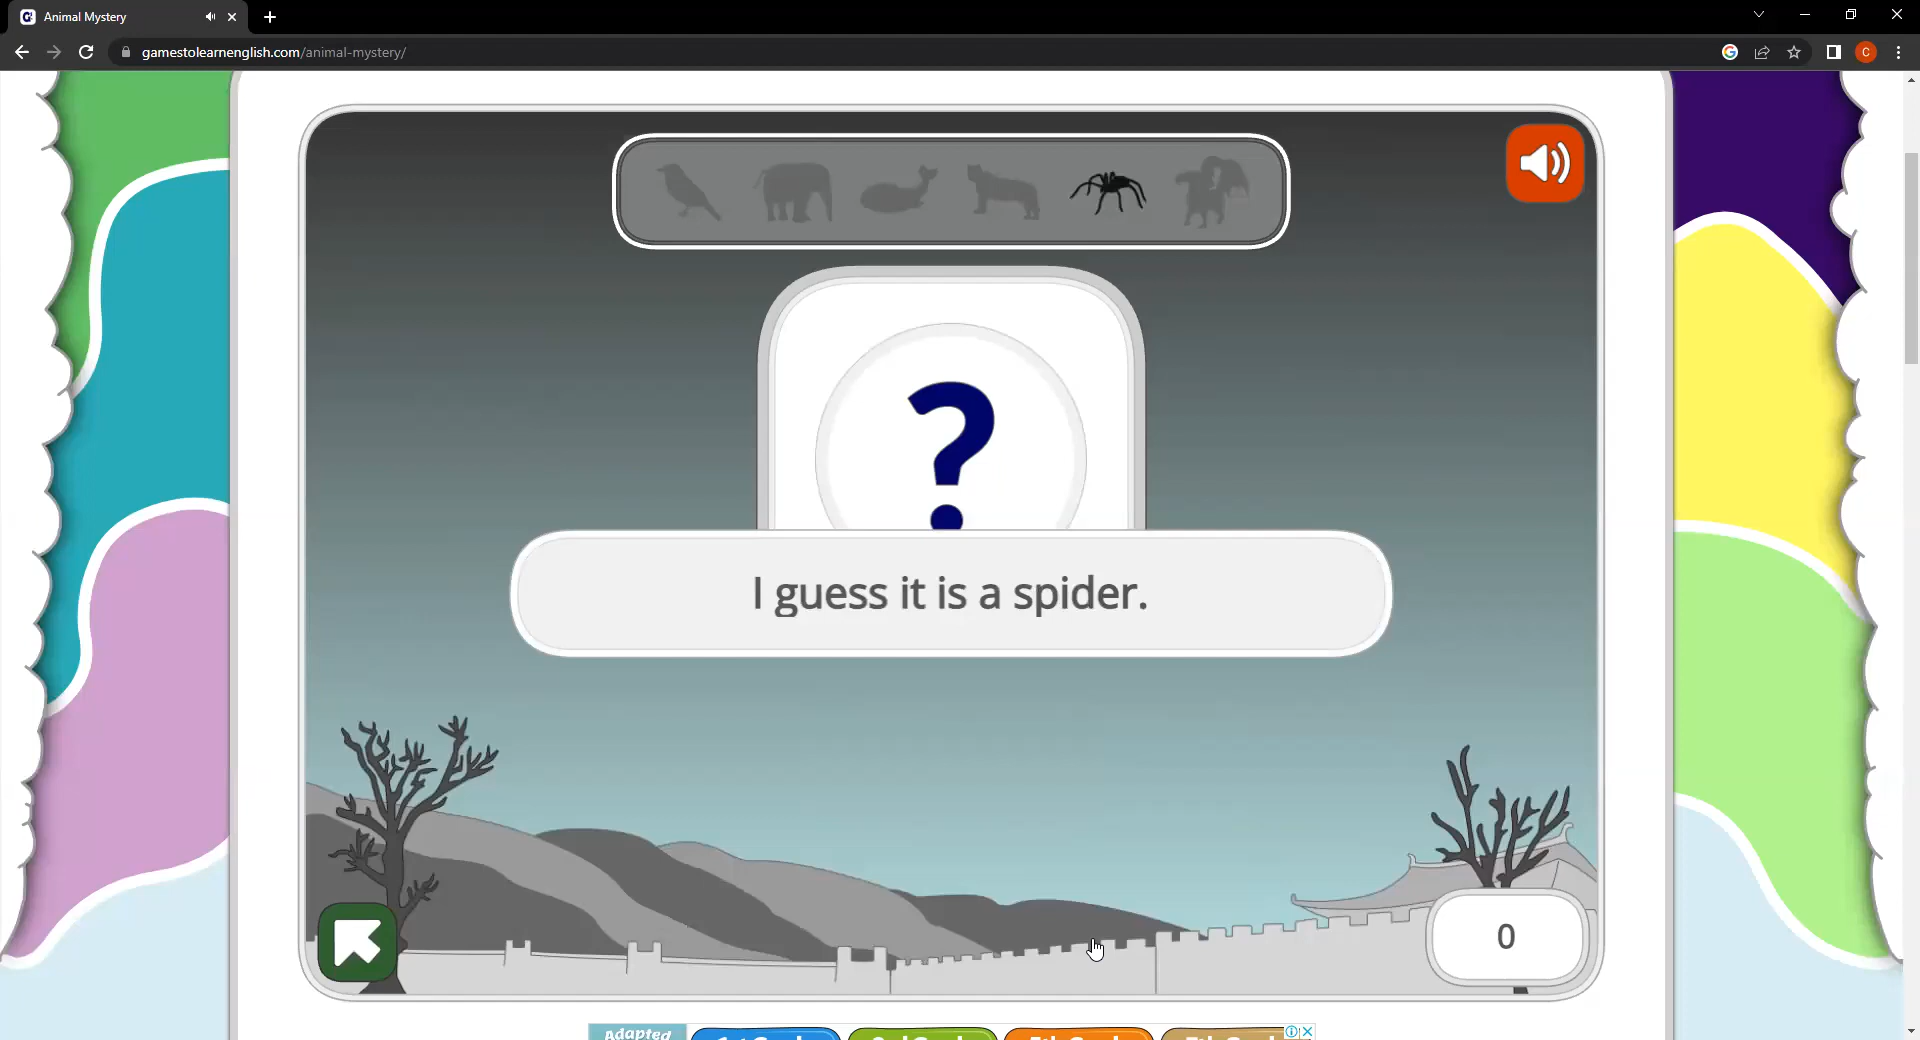 Animal Mystery
gamestolearnenglish.com/animal-mystery/
C
?
I guess it is a spider.
0
Adapted